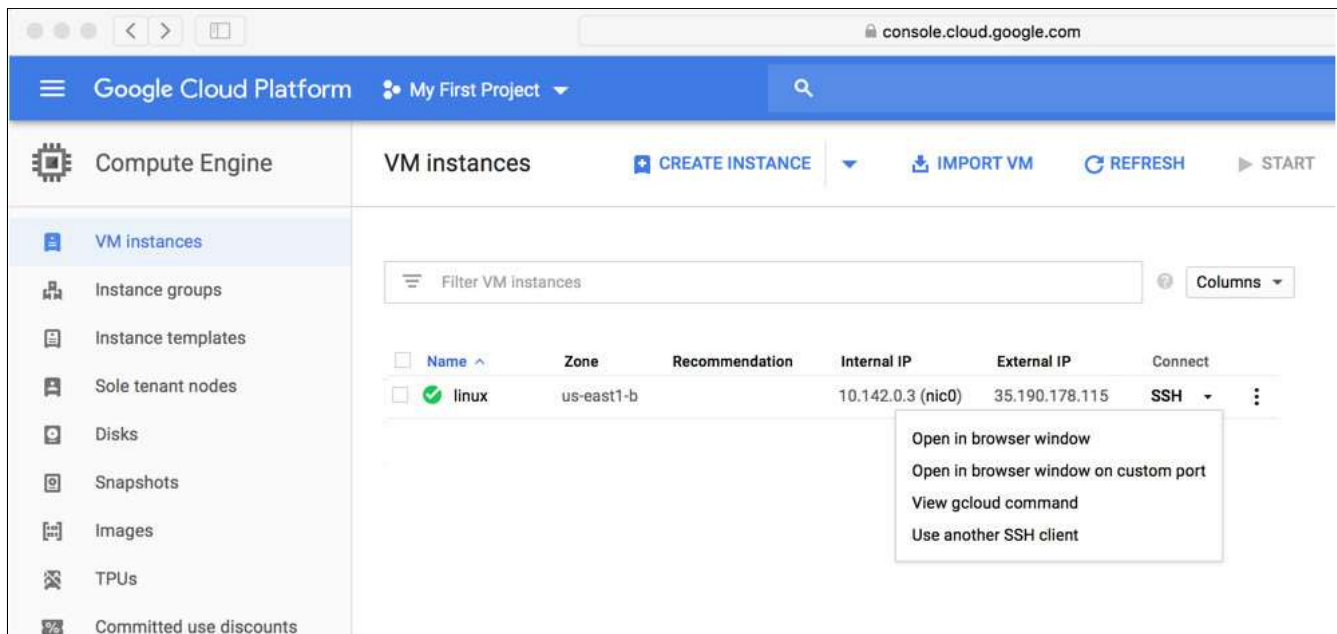 console.cloud.google.com
Google Cloud Platform My First Project
Compute Engine
VM instances CREATE INSTANCE IMPORT VM REFRESH START
VM instances
Instance groups
Instance templates
Sole tenant nodes
Disks
Snapshots
Images
TPUs
Committed use discounts
Filter VM instances Columns
Name Zone Recommendation Internal IP External IP Connect
linux us-east1-b 10.142.0.3 (nic0) 35.190.178.115 SSH
Open in browser window
Open in browser window on custom port
View gcloud command
Use another SSH client